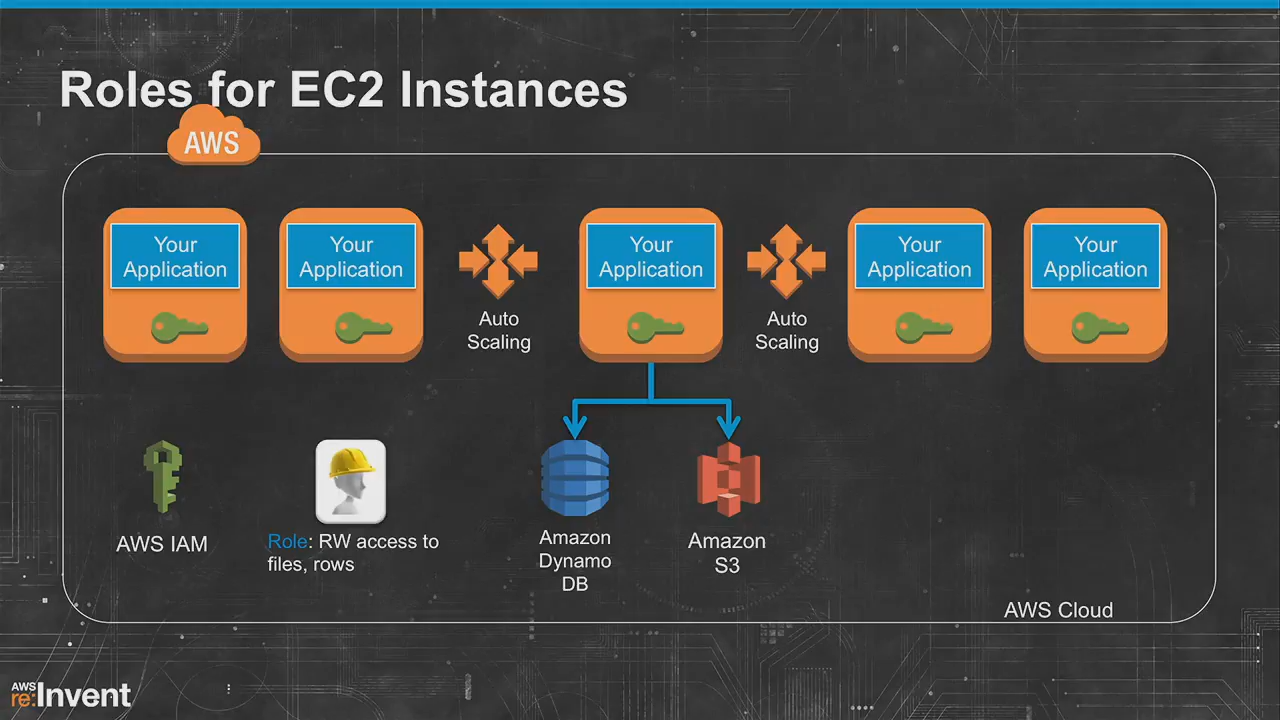 Roles for EC2 Instances
AWS
Your
Application
Your
Application
Auto
Scaling
Your
Application
Auto
Scaling
Your
Application
Your
Application
AWS IAM
Role: RW access to
files, rows
Amazon
Dynamo
DB
Amazon
S3
AWS Cloud
AWS
re:Invent